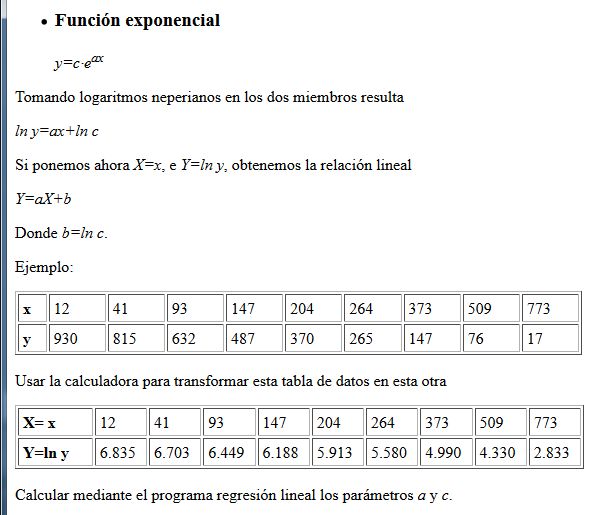 • Función exponencial
y=c·e^ax
Tomando logaritmos neperianos en los dos miembros resulta
ln y=ax+ln c
Si ponemos ahora X=x, e Y=ln y, obtenemos la relación lineal
Y=aX+b
Donde b=ln c.
Ejemplo:
x 12 41 93 147 204 264 373 509 773
y 930 815 632 487 370 265 147 76 17
Usar la calculadora para transformar esta tabla de datos en esta otra
X= x 12 41 93 147 204 264 373 509 773
Y=ln y 6.835 6.703 6.449 6.188 5.913 5.580 4.990 4.330 2.833
Calcular mediante el programa regresión lineal los parámetros a y c.